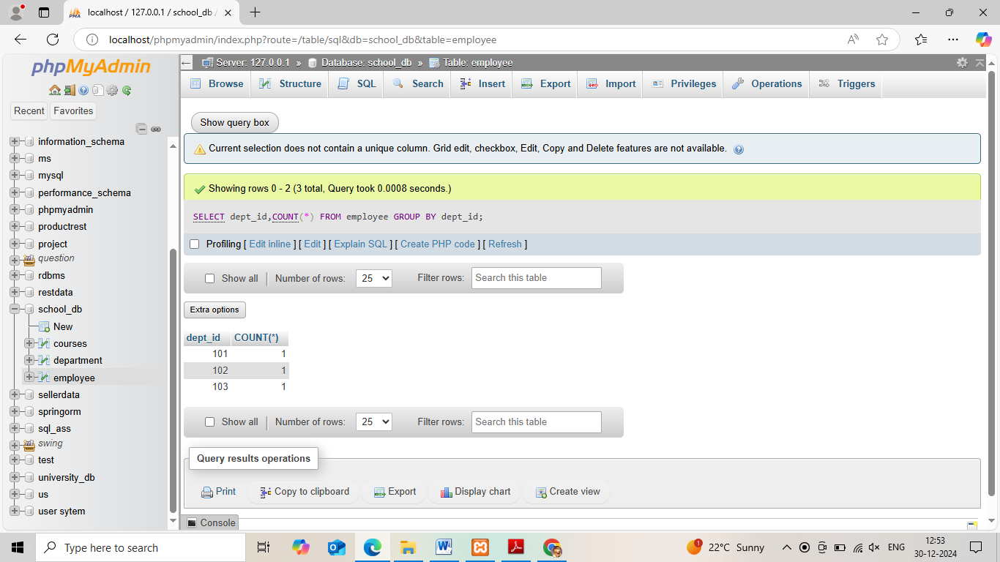 localhost / 127.0.0.1 / school_db /
localhost/phpmyadmin/index.php?route=/table/sql&db=school_db&table=employee
phpMyAdmin
Recent Favorites
information_schema
ms
mysql
performance_schema
phpmyadmin
productrest
project
question
rdbms
restdata
school_db
New
courses
department
employee
sellerdata
springorm
sql_ass
swing
test
university_db
us
user sytem
Server: 127.0.0.1 » Database: school_db » Table: employee
Browse Structure SQL Search Insert Export Import Privileges Operations Triggers
Show query box
Current selection does not contain a unique column. Grid edit, checkbox, Edit, Copy and Delete features are not available.
Showing rows 0 - 2 (3 total, Query took 0.0008 seconds.)
SELECT dept_id,COUNT(*) FROM employee GROUP BY dept_id;
Profiling [ Edit inline ] [ Edit ] [ Explain SQL ] [ Create PHP code ] [ Refresh ]
Show all Number of rows: 25 Filter rows: Search this table
Extra options
dept_id COUNT(*)
101 1
102 1
103 1
Show all Number of rows: 25 Filter rows: Search this table
Query results operations
Print Copy to clipboard Export Display chart Create view
Console
Type here to search
1 22°C Sunny ENG 12:53
30-12-2024